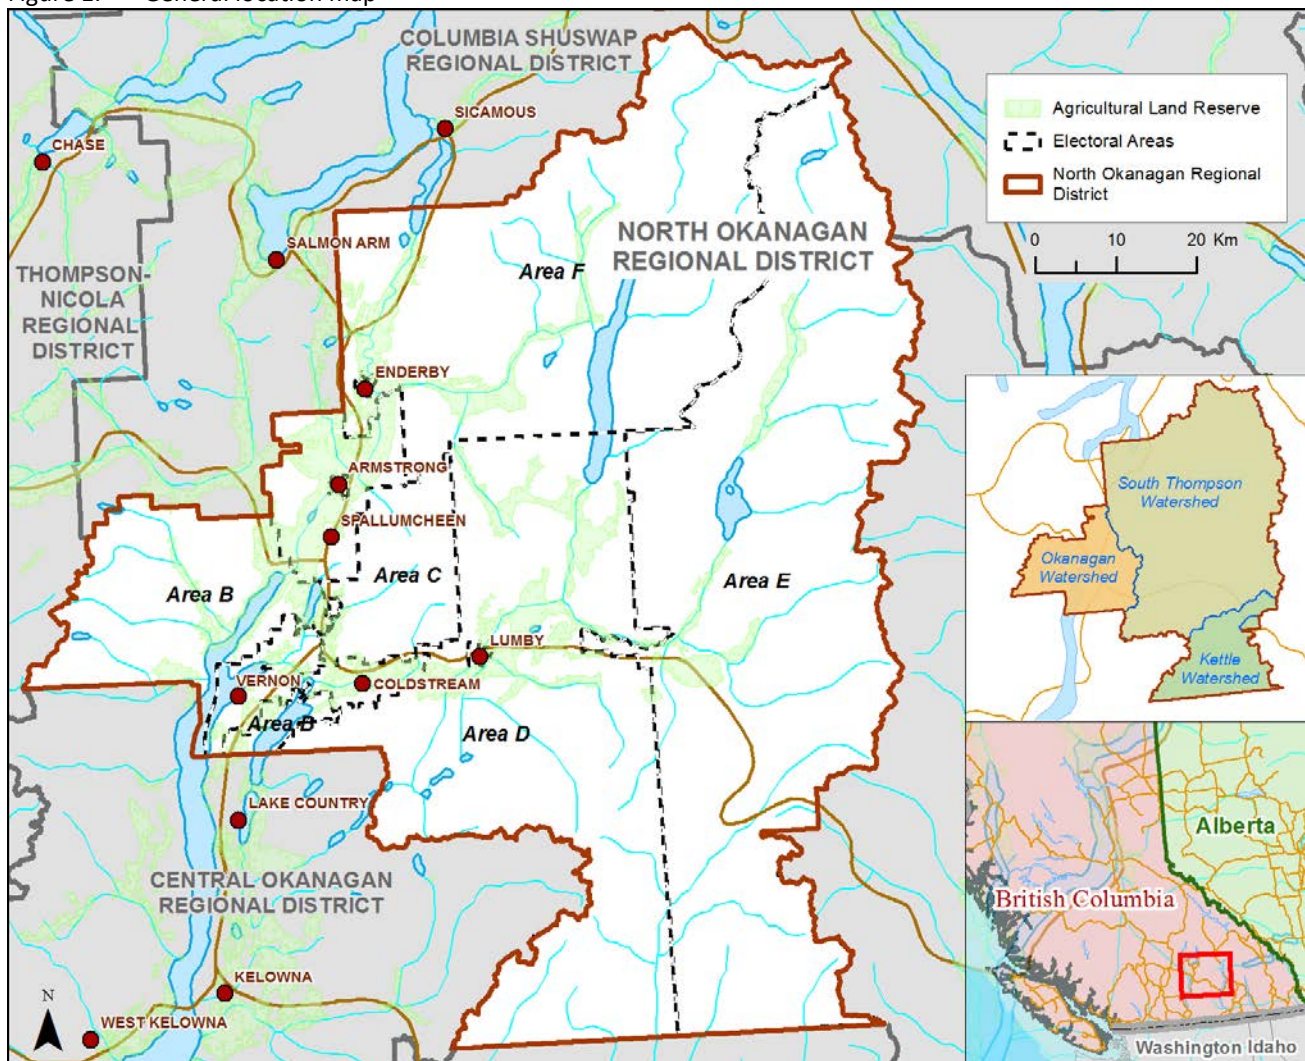 General location map
COLUMBIA SHUSWAP
REGIONAL DISTRICT
SICAMOUS
CHASE
Agricultural Land Reserve
Electoral Areas
North Okanagan Regional
District
0 10 20 Km
SALMON ARM
NORTH OKANAGAN
REGIONAL DISTRICT
Area F
THOMPSON-
NICOLA
REGIONAL
DISTRICT
ENDERBY
ARMSTRONG
SPALLUMCHEEN
Area B
Area C
Area E
LUMBY
VERNON
COLDSTREAM
Area B
Area D
LAKE COUNTRY
CENTRAL OKANAGAN
REGIONAL DISTRICT
KELOWNA
N
WEST KELOWNA
South Thompson
Watershed
Okanagan
Watershed
Kettle
Watershed
Alberta
British Columbia
Washington Idaho